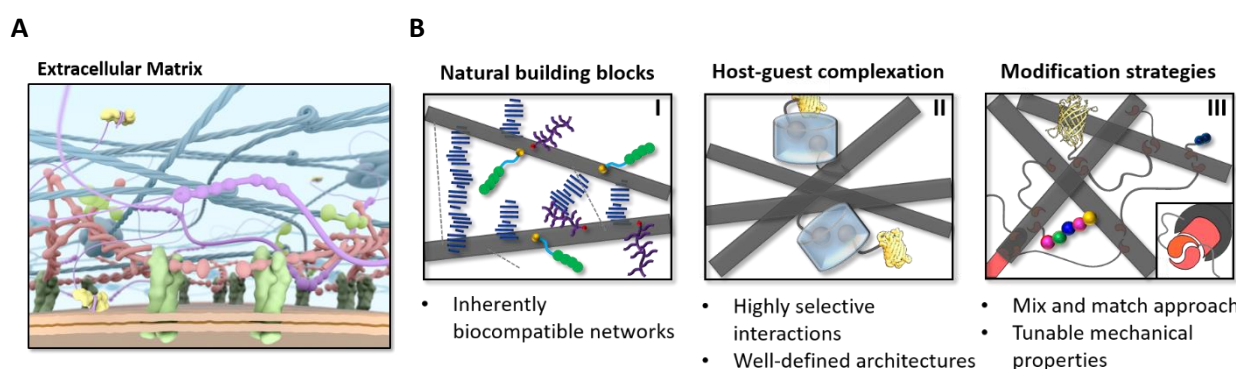 A
B
Extracellular Matrix
Natural building blocks
I
• Inherently
biocompatible networks
Host-guest complexation
II
• Highly selective
interactions
• Well-defined architectures
Modification strategies
III
• Mix and match approach
• Tunable mechanical
properties